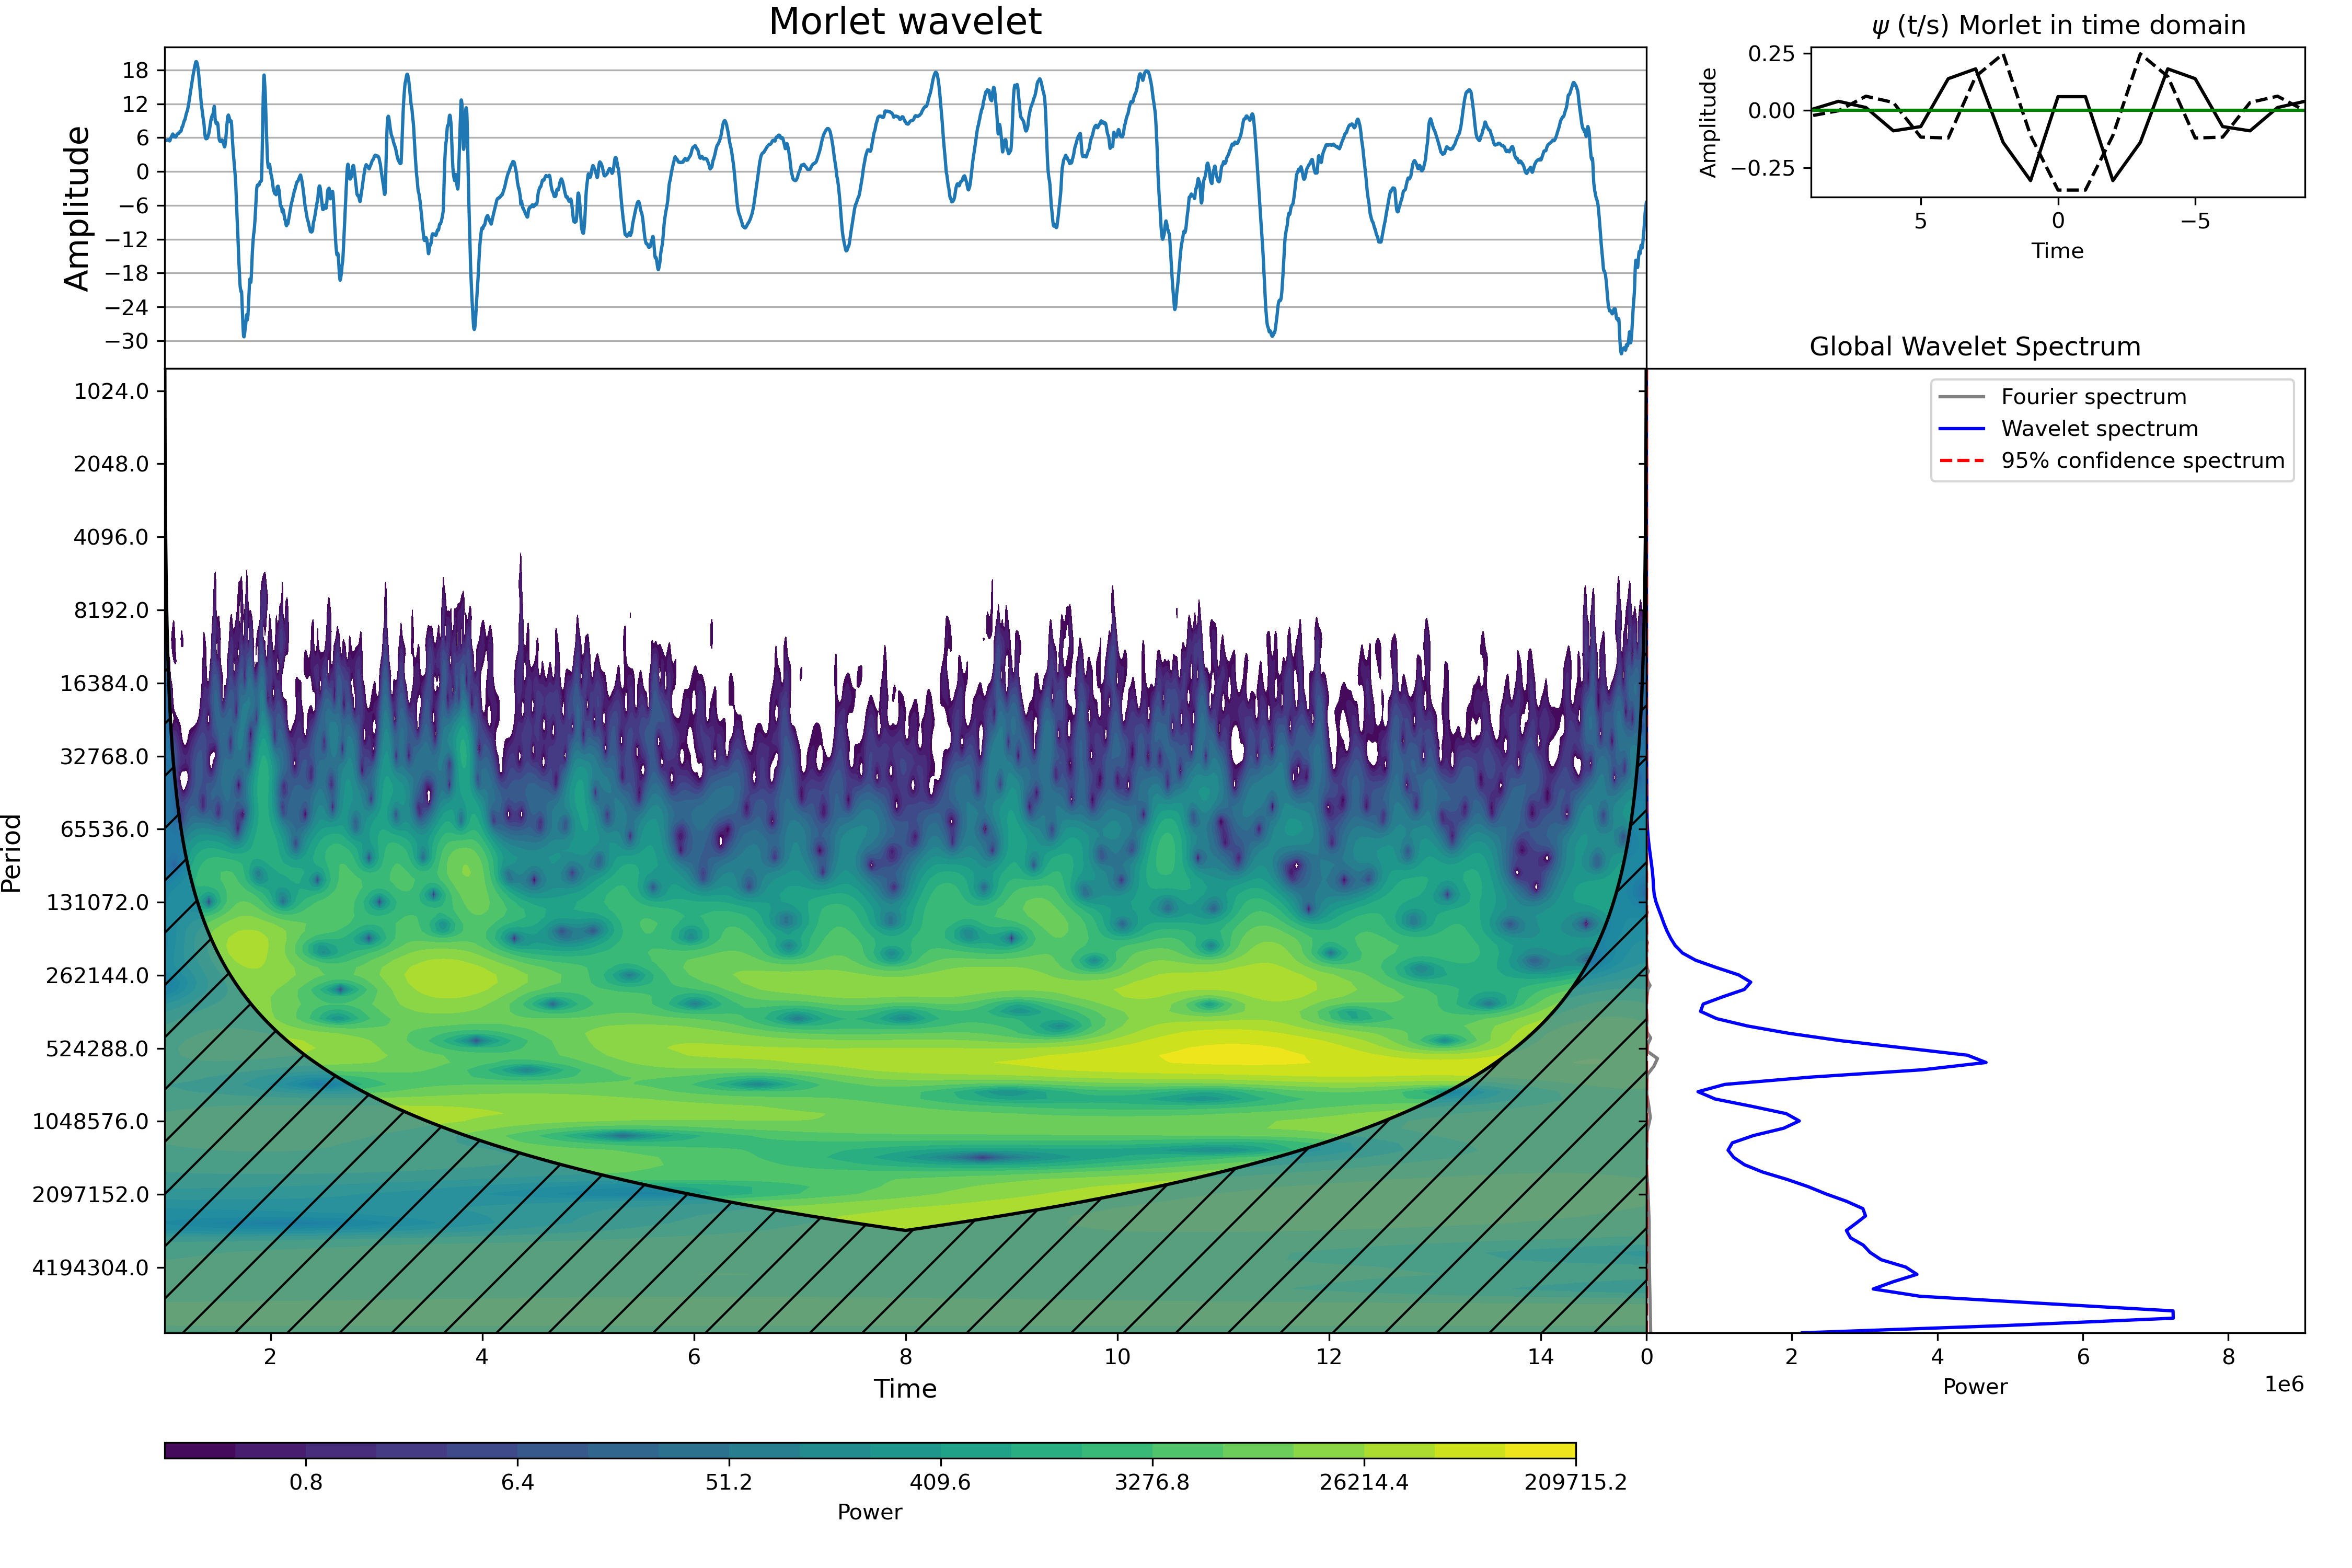 Morlet wavelet
Amplitude
18
12
6
0
−6
−12
−18
−24
−30
ψ (t/s) Morlet in time domain
Amplitude
0.25
0.00
−0.25
5 0 −5
Time
Period
1024.0
2048.0
4096.0
8192.0
16384.0
32768.0
65536.0
131072.0
262144.0
524288.0
1048576.0
2097152.0
4194304.0
2 4 6 8 10 12 14
Time
Global Wavelet Spectrum
Fourier spectrum
Wavelet spectrum
95% confidence spectrum
0 2 4 6 8
Power
1e6
0.8 6.4 51.2 409.6 3276.8 26214.4 209715.2
Power